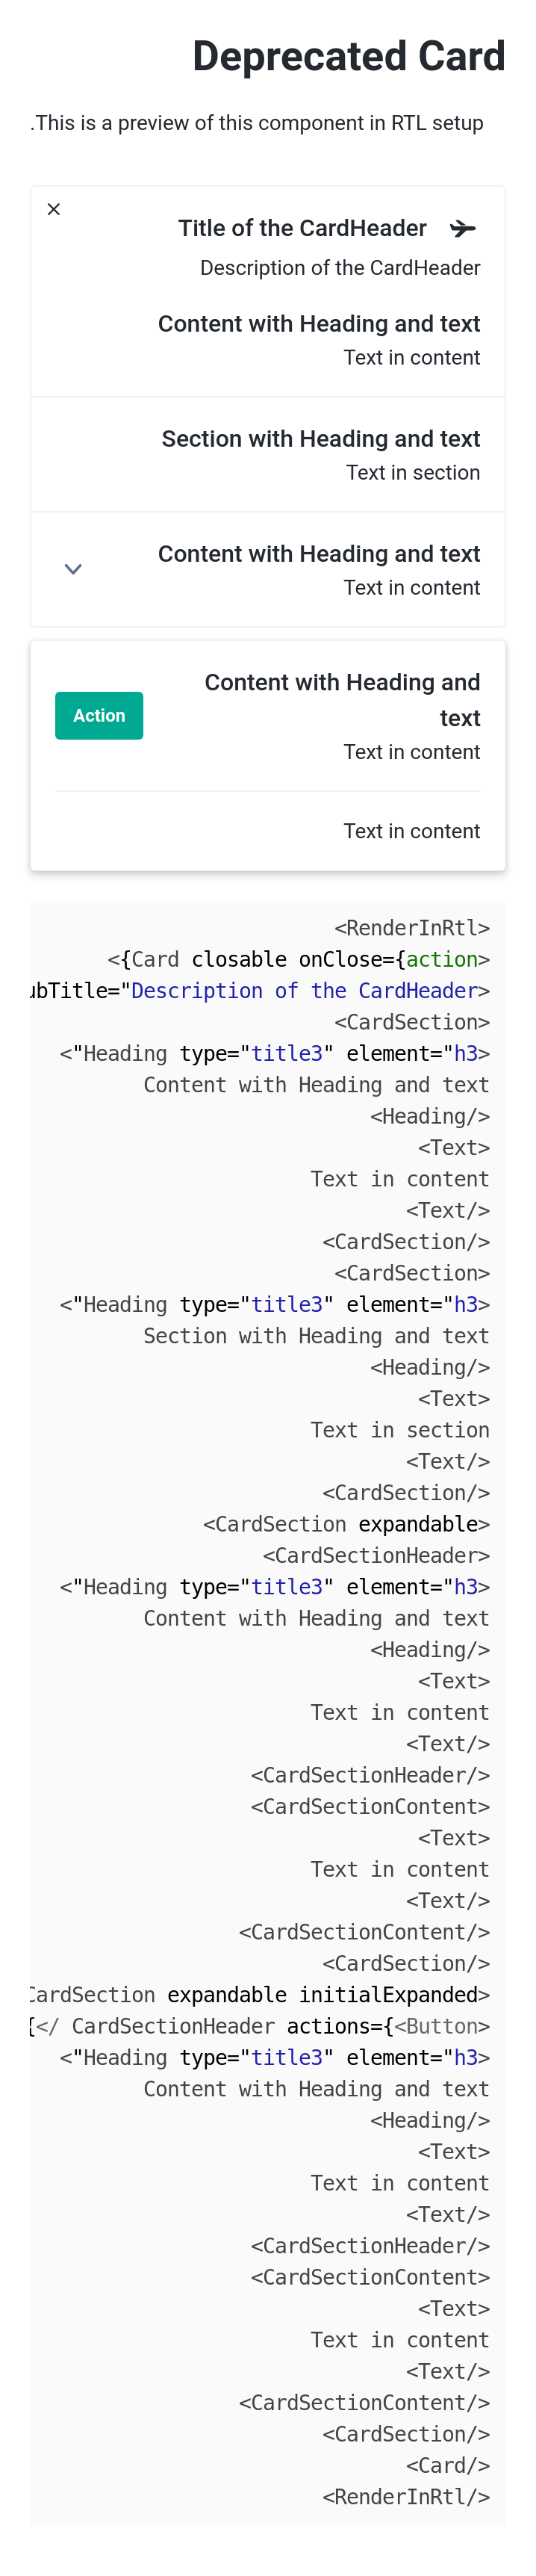 Deprecated Card
.This is a preview of this component in RTL setup
Title of the CardHeader
Description of the CardHeader
Content with Heading and text
Text in content
Section with Heading and text
Text in section
Content with Heading and text
Text in content
Content with Heading and
text
Action
Text in content
Text in content
<RenderInRtl>
<{Card closable onClose={action>
"Description of the CardHeader>
<CardSection>
<"Heading type="title3" element="h3>
Content with Heading and text
<Heading/>
<Text>
Text in content
<Text/>
<CardSection/>
<CardSection>
<"Heading type="title3" element="h3>
Section with Heading and text
<Heading/>
<Text>
Text in section
<Text/>
<CardSection/>
<CardSection expandable>
<CardSectionHeader>
<"Heading type="title3" element="h3>
Content with Heading and text
<Heading/>
<Text>
Text in content
<Text/>
<CardSectionHeader/>
<CardSectionContent>
<Text>
Text in content
<Text/>
<CardSectionContent/>
<CardSection/>
CardSection expandable initialExpanded>
{</ CardSectionHeader actions={<Button>
<"Heading type="title3" element="h3>
Content with Heading and text
<Heading/>
<Text>
Text in content
<Text/>
<CardSectionHeader/>
<CardSectionContent>
<Text>
Text in content
<Text/>
<CardSectionContent/>
<CardSection/>
<Card/>
<RenderInRtl/>